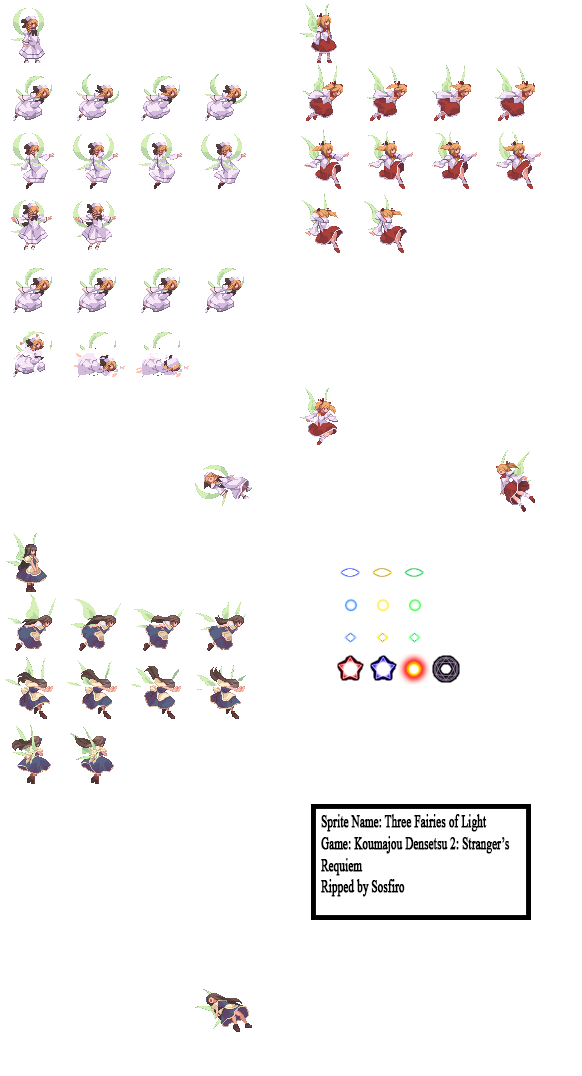 Sprite Name: Three Fairies of Light
Game: Koumajou Densetsu 2: Stranger's
Requiem
Ripped by Sosfiro